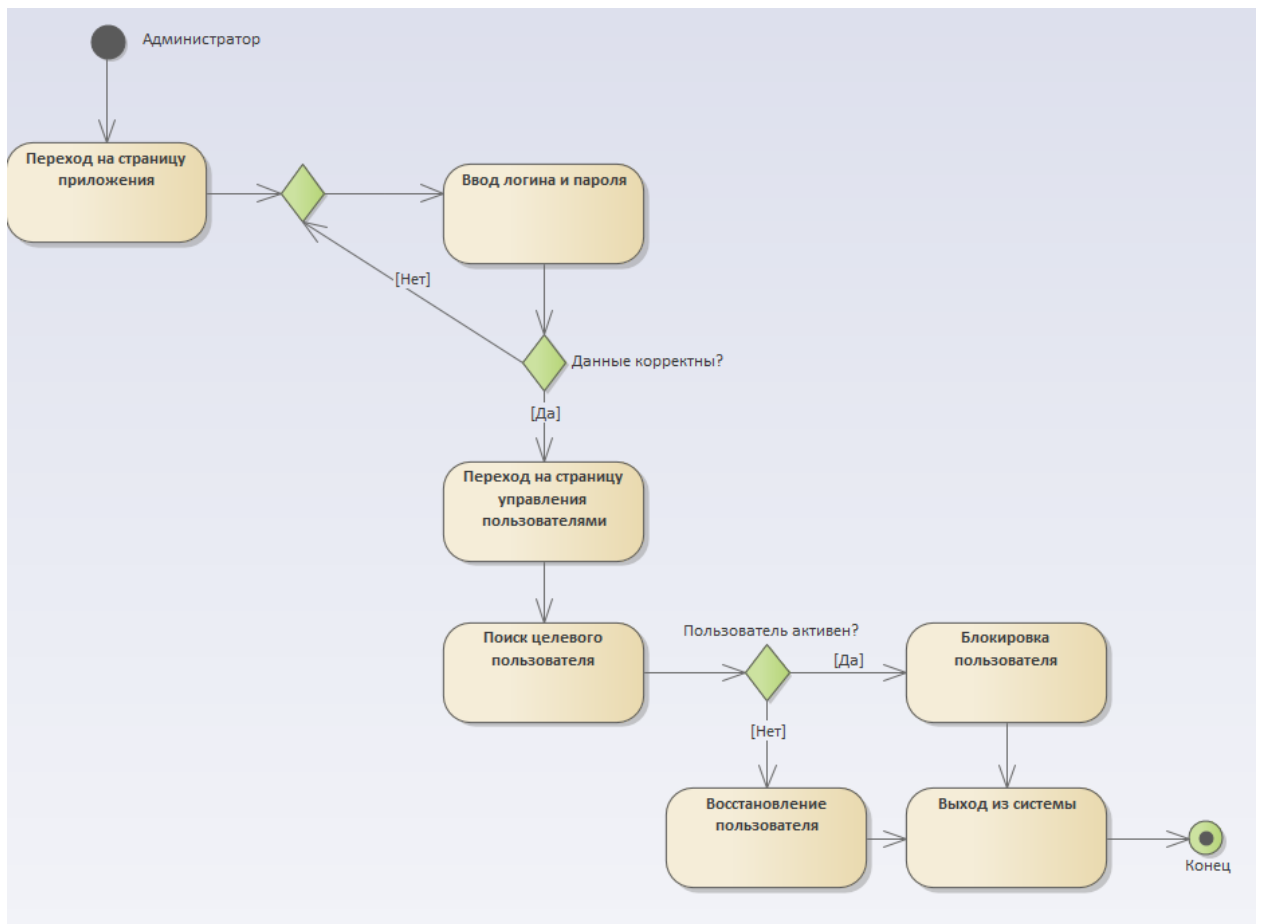 Администратор
Переход на страницу
приложения
Ввод логина и пароля
[Нет]
Данные корректны?
[Да]
Переход на страницу
управления
пользователями
Поиск целевого
пользователя
Пользователь активен?
[Да]
Блокировка
пользователя
[Нет]
Восстановление
пользователя
Выход из системы
Конец